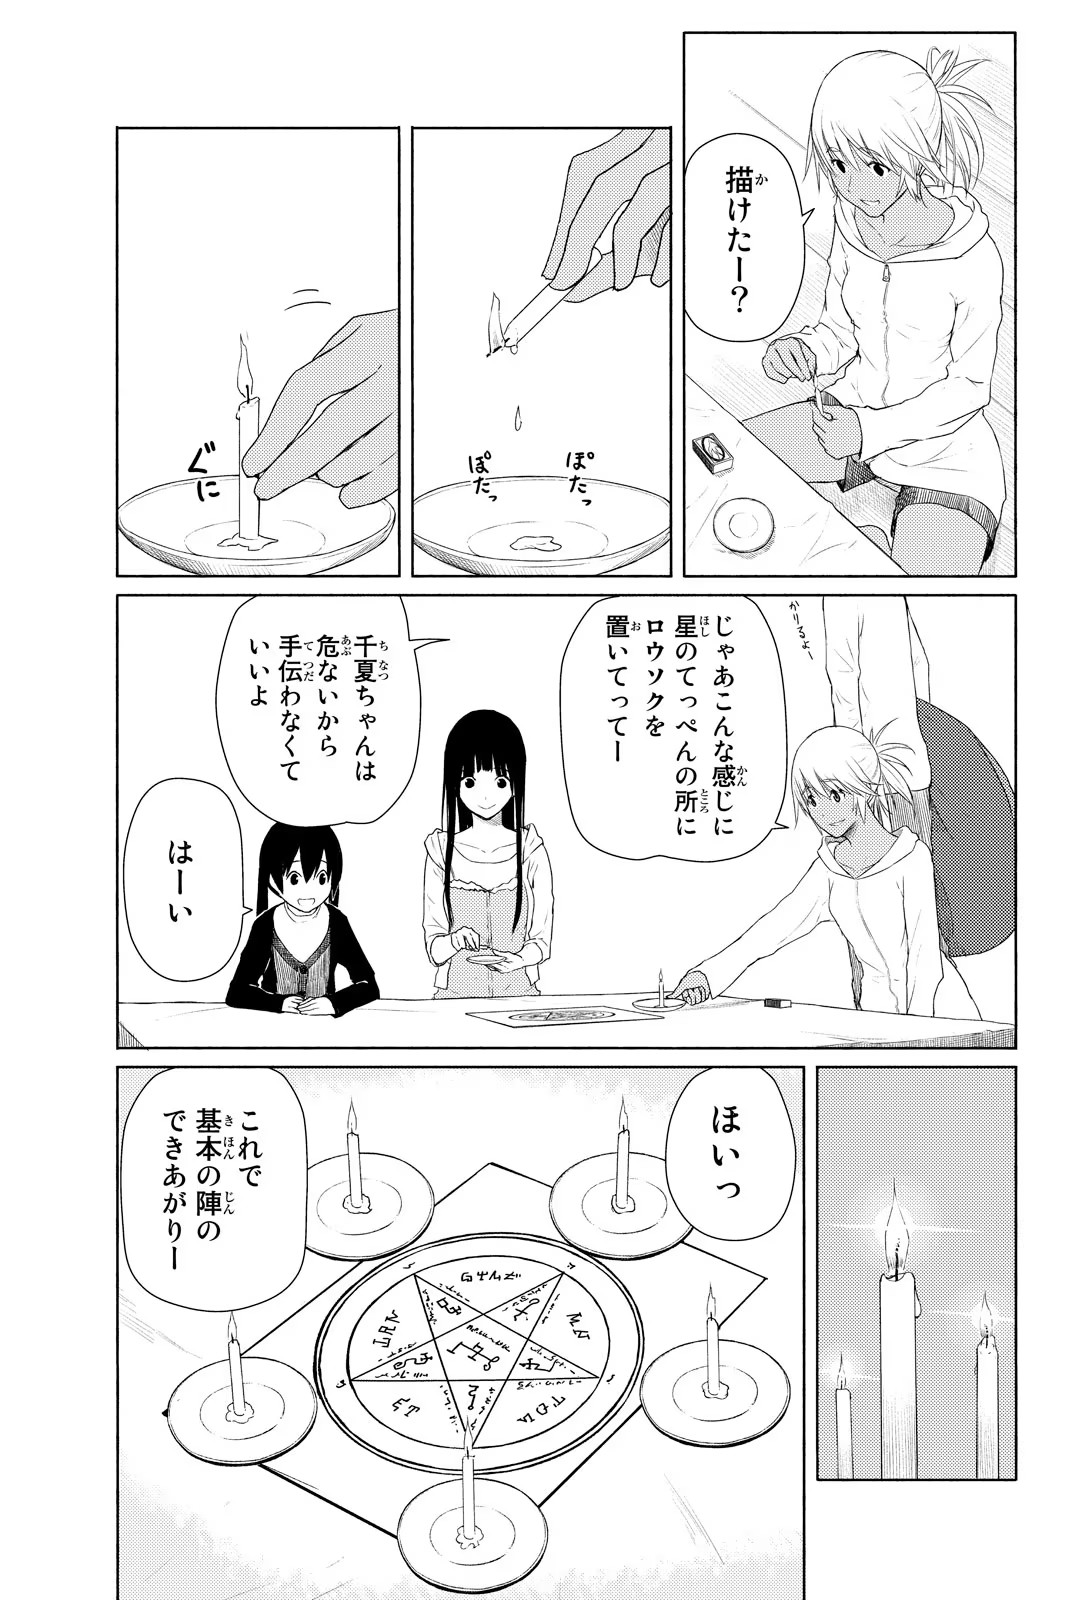 描けたー?
ぽたっ
ぽたっ
ぐに
かりるよー
じゃあこんな感じに
星のてっぺんの所に
ロウソクを
置いてってー
千夏ちゃんは
危ないから
手伝わなくて
いいよ
はーい
ほいっ
これで
基本の陣の
できあがりー